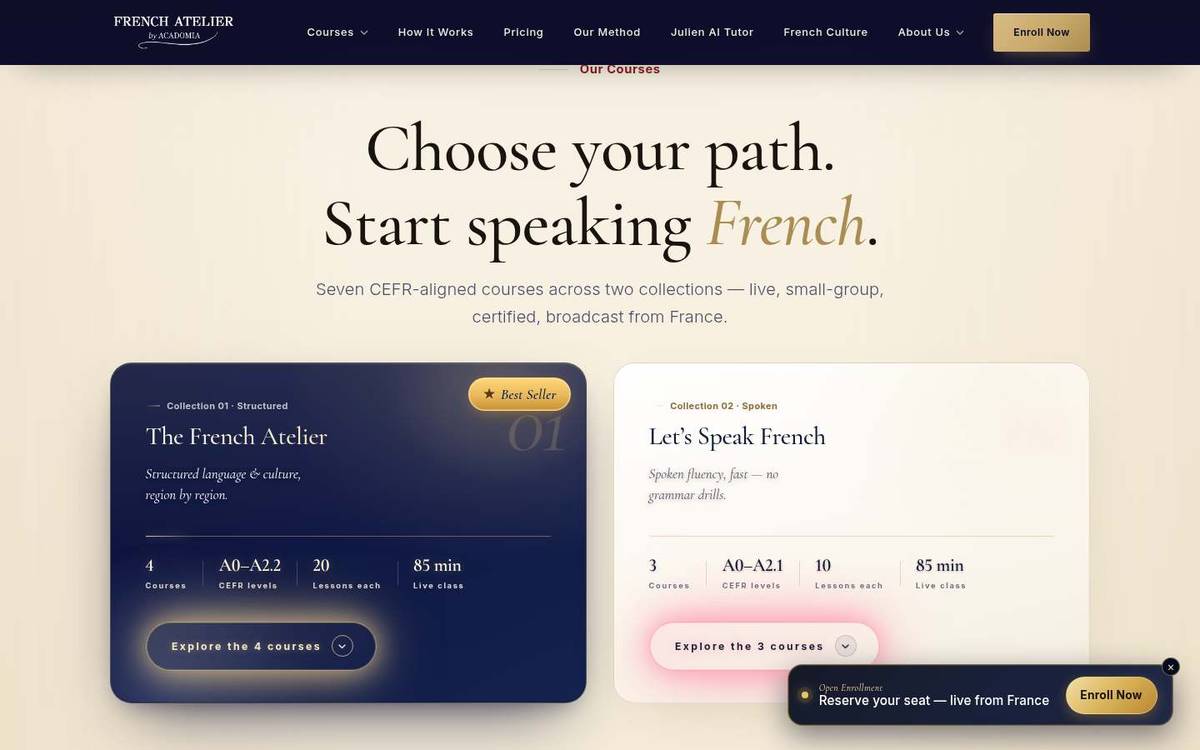 FRENCH ATELIER
by ACADOMIA
Courses
How It Works
Pricing
Our Method
Julien AI Tutor
French Culture
About Us
Enroll Now
Our Courses
Choose your path.
Start speaking French.
Seven CEFR-aligned courses across two collections — live, small-group,
certified, broadcast from France.
★ Best Seller
Collection 01 · Structured
01
The French Atelier
Structured language & culture,
region by region.
4
Courses
A0–A2.2
CEFR levels
20
Lessons each
85 min
Live class
Explore the 4 courses
Collection 02 · Spoken
Let’s Speak French
Spoken fluency, fast — no
grammar drills.
3
Courses
A0–A2.1
CEFR levels
10
Lessons each
85 min
Live class
Explore the 3 courses
Open Enrollment
Reserve your seat — live from France
Enroll Now